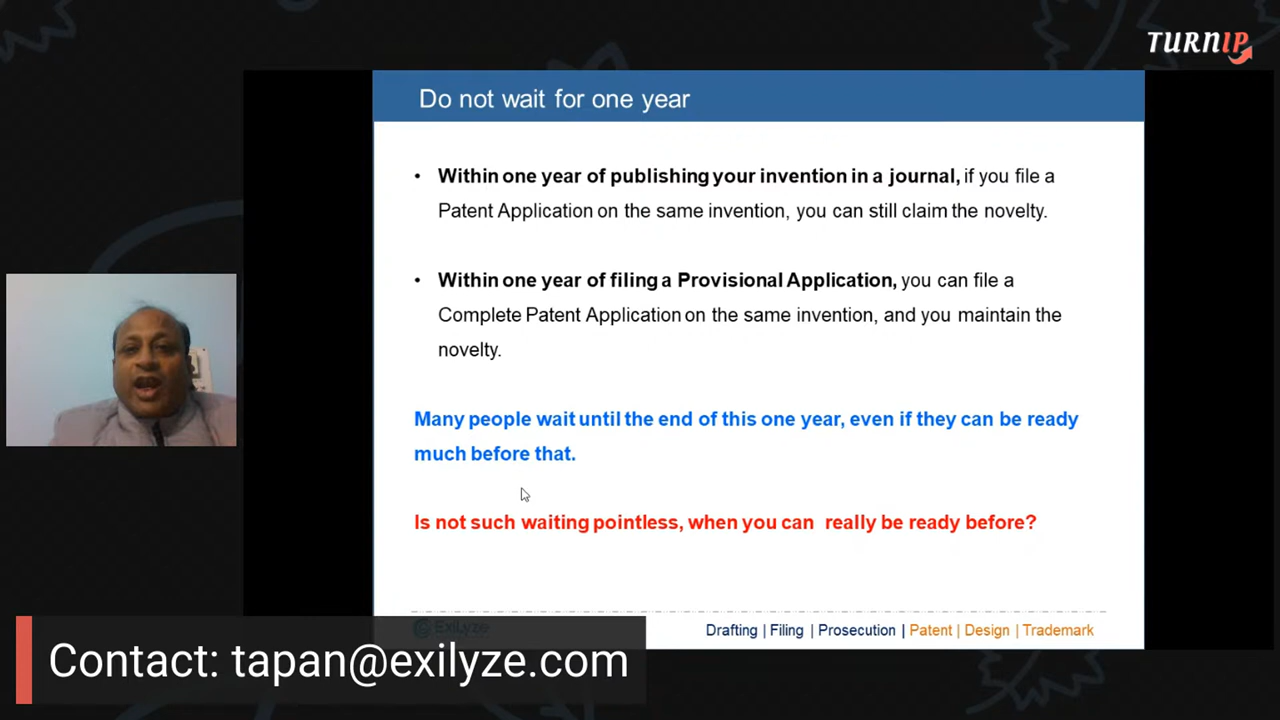 TURNIP
Do not wait for one year
• Within one year of publishing your invention in a journal, if you file a
Patent Application on the same invention, you can still claim the novelty.
• Within one year of filing a Provisional Application, you can file a
Complete Patent Application on the same invention, and you maintain the
novelty.
Many people wait until the end of this one year, even if they can be ready
much before that.
Is not such waiting pointless, when you can really be ready before?
ExiLyze
Drafting | Filing | Prosecution | Patent | Design | Trademark
Contact: tapan@exilyze.com